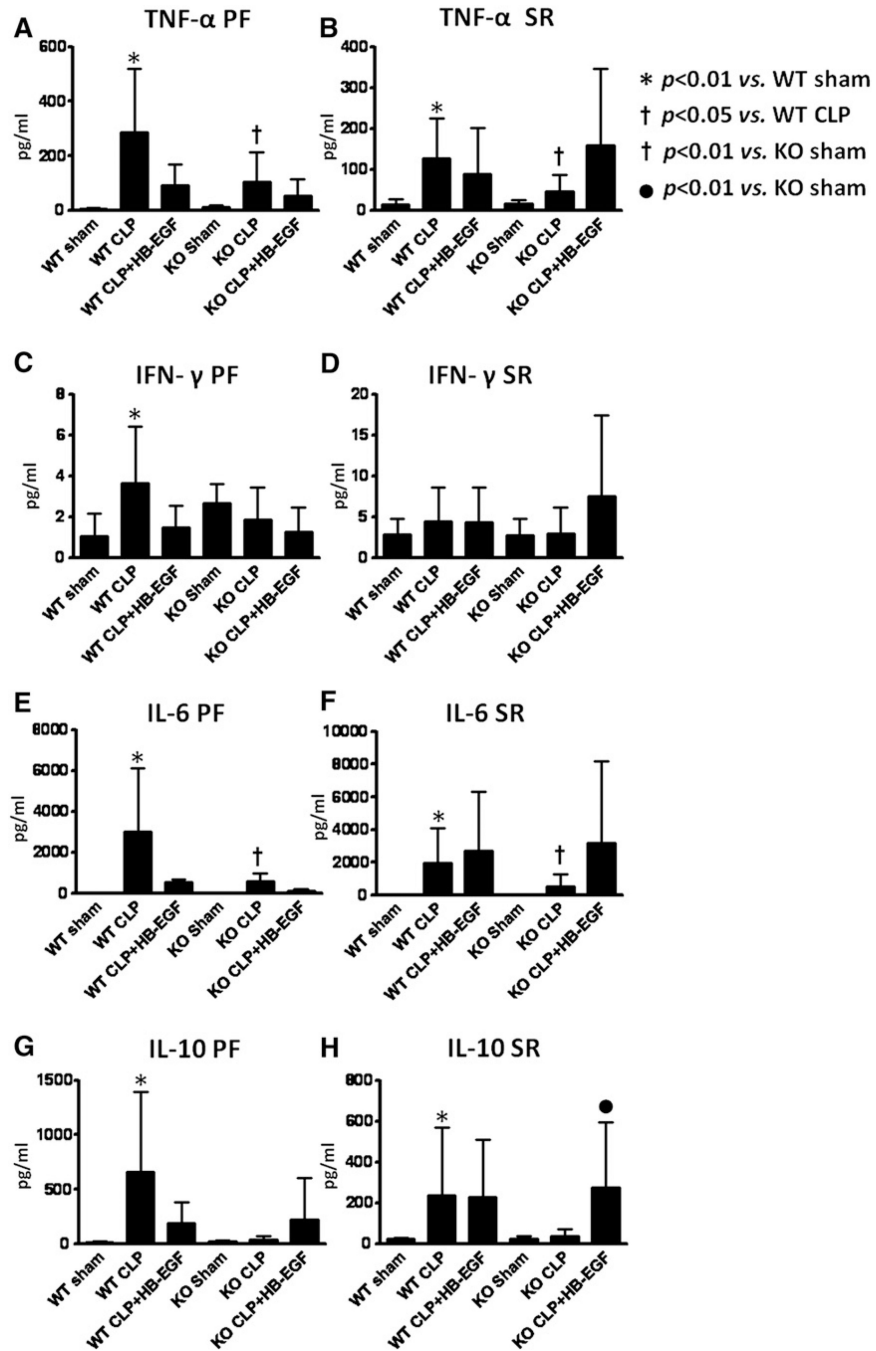 A
TNF-α PF
pg/ml
600
400
200
0
*
†
WT sham
WT CLP
WT CLP+HB-EGF
KO Sham
KO CLP
KO CLP+HB-EGF
B
TNF-α SR
pg/ml
400
300
200
100
0
*
†
WT sham
WT CLP
WT CLP+HB-EGF
KO Sham
KO CLP
KO CLP+HB-EGF
* p<0.01 vs. WT sham
† p<0.05 vs. WT CLP
† p<0.01 vs. KO sham
● p<0.01 vs. KO sham
C
IFN- γ PF
pg/ml
8
6
4
2
0
*
WT sham
WT CLP
WT CLP+HB-EGF
KO Sham
KO CLP
KO CLP+HB-EGF
D
IFN- γ SR
pg/ml
20
15
10
5
0
WT sham
WT CLP
WT CLP+HB-EGF
KO Sham
KO CLP
KO CLP+HB-EGF
E
IL-6 PF
pg/ml
8000
6000
4000
2000
0
*
†
WT sham
WT CLP
WT CLP+HB-EGF
KO Sham
KO CLP
KO CLP+HB-EGF
F
IL-6 SR
pg/ml
10000
8000
6000
4000
2000
0
*
†
WT sham
WT CLP
WT CLP+HB-EGF
KO Sham
KO CLP
KO CLP+HB-EGF
G
IL-10 PF
pg/ml
1500
1000
500
0
*
WT sham
WT CLP
WT CLP+HB-EGF
KO Sham
KO CLP
KO CLP+HB-EGF
H
IL-10 SR
pg/ml
800
600
400
200
0
*
●
WT sham
WT CLP
WT CLP+HB-EGF
KO Sham
KO CLP
KO CLP+HB-EGF